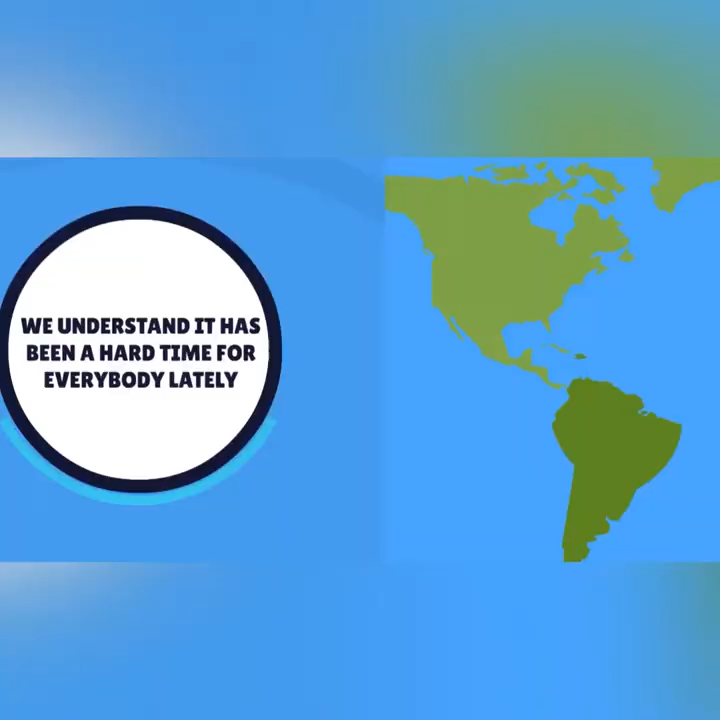 WE UNDERSTAND IT HAS
BEEN A HARD TIME FOR
EVERYBODY LATELY